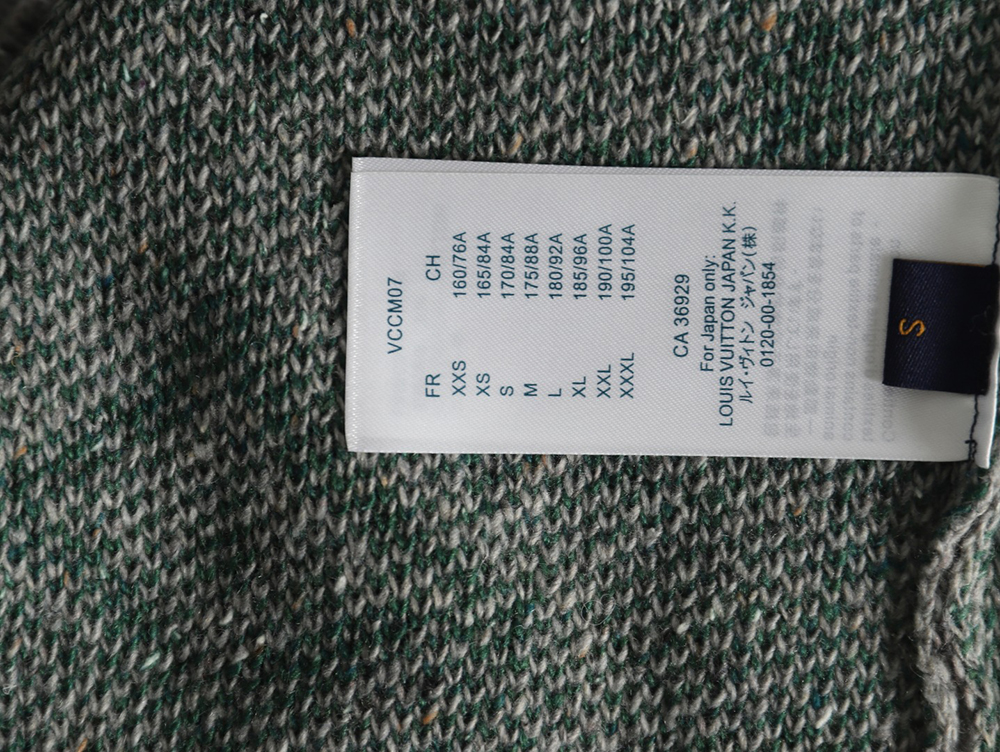 VCCM07
FR CH
XXS 160/76A
XS 165/84A
S 170/84A
M 175/88A
L 180/92A
XL 185/96A
XXL 190/100A
XXXL 195/104A
CA 36929
For Japan only:
LOUIS VUITTON JAPAN K.K.
ルイ・ヴィトン ジャパン(株)
0120-00-1854
S